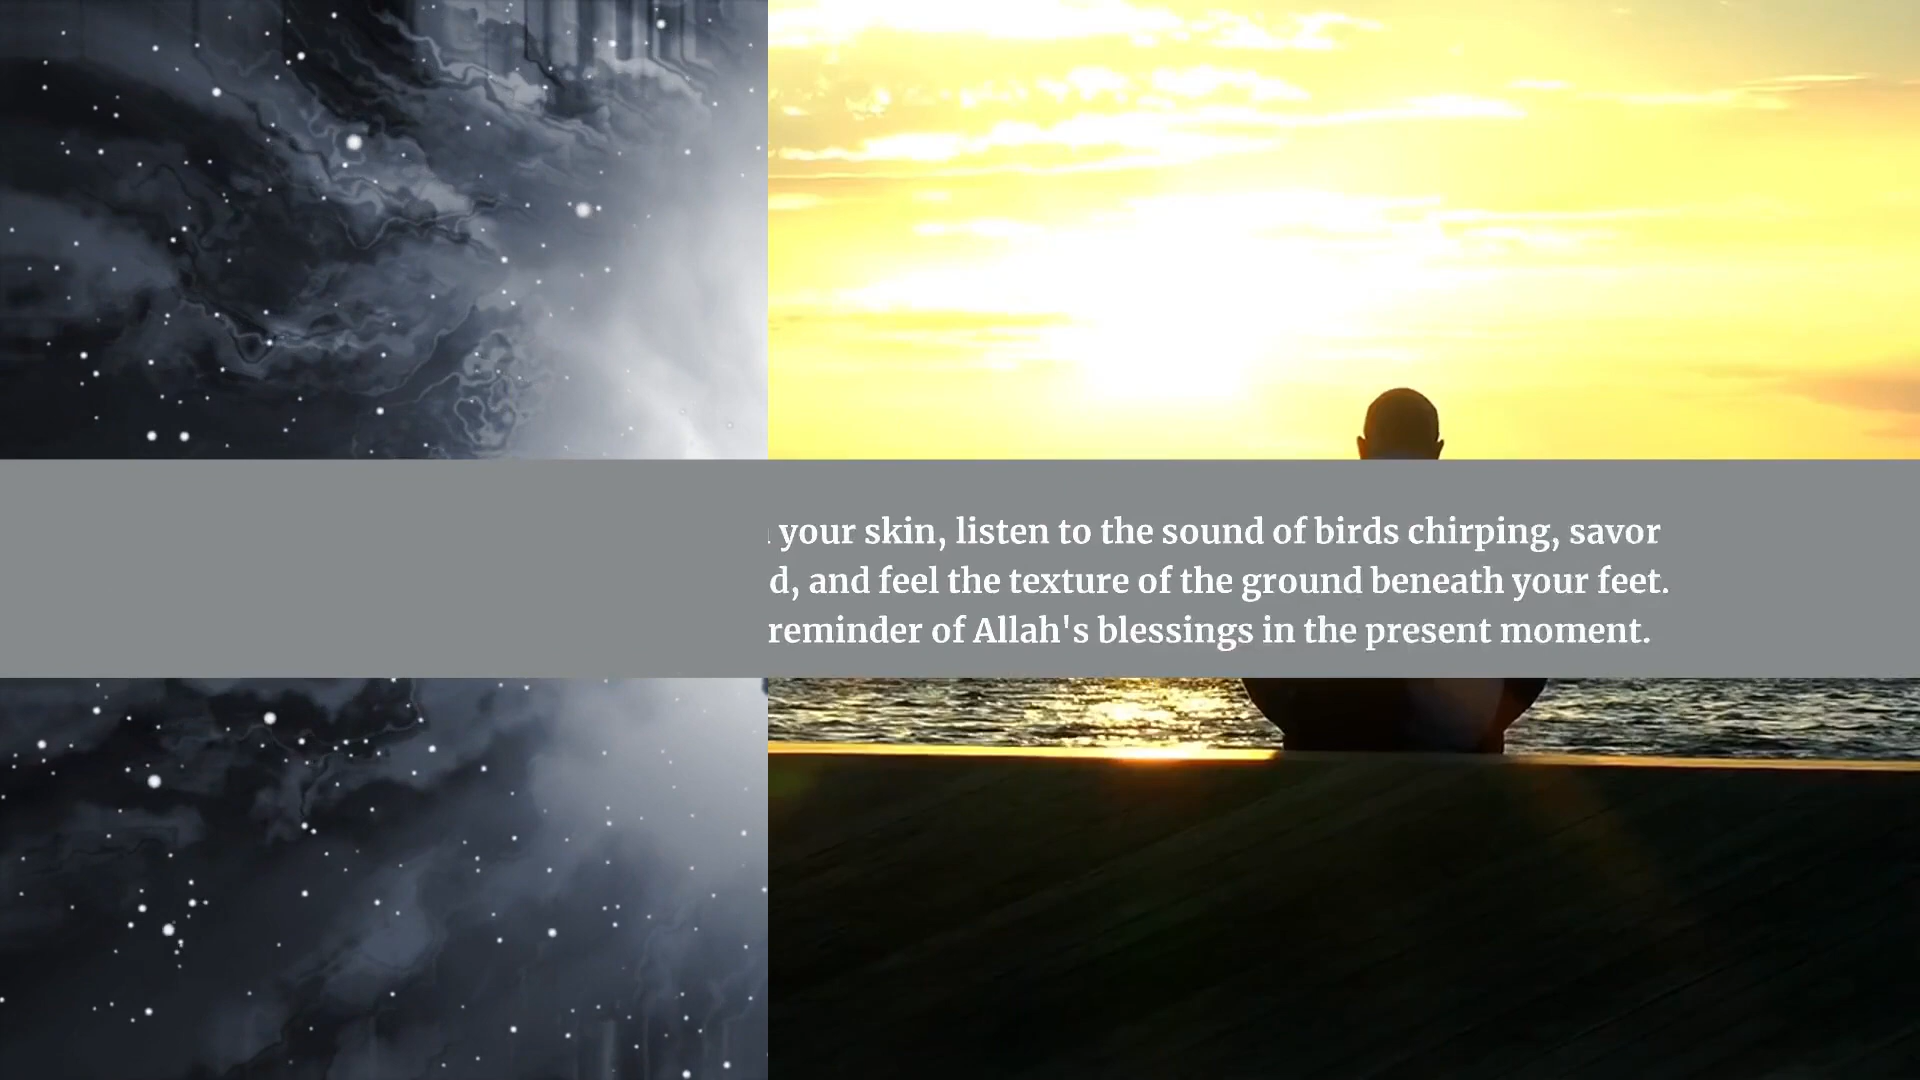 your skin, listen to the sound of birds chirping, savor
and feel the texture of the ground beneath your feet.
reminder of Allah's blessings in the present moment.